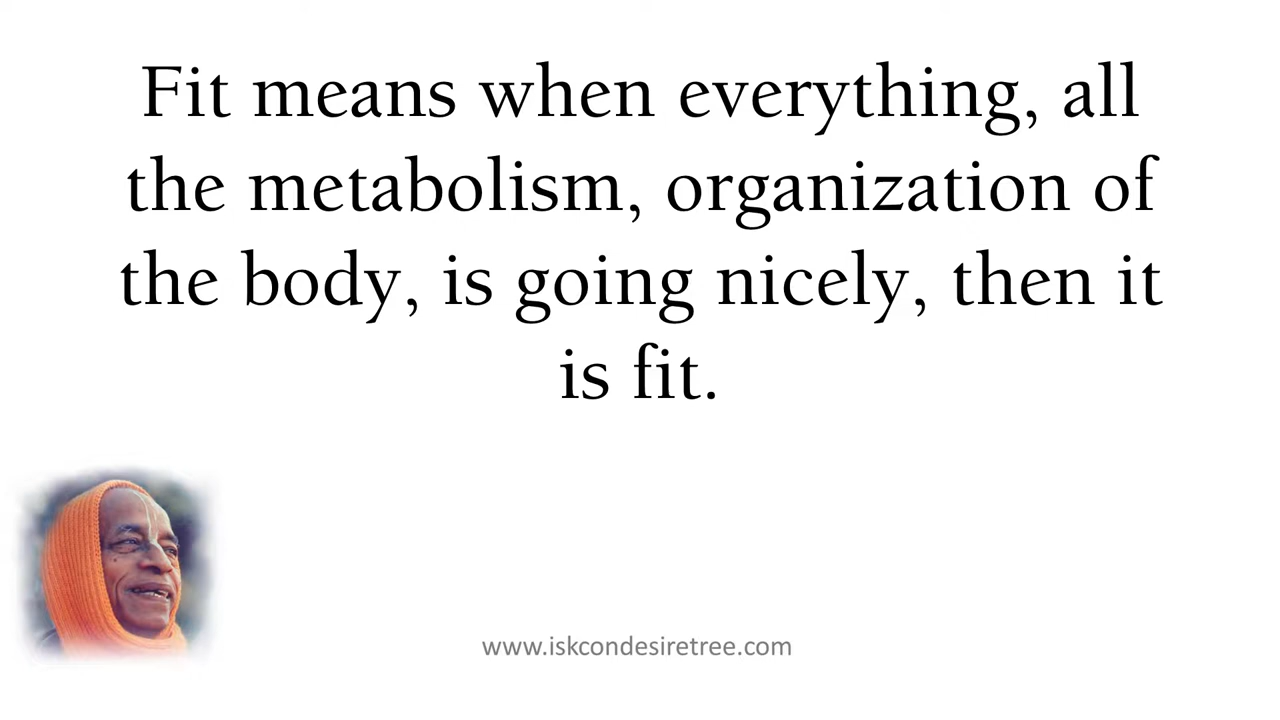 Fit means when everything, all
the metabolism, organization of
the body, is going nicely, then it
is fit.
www.iskcondesiretree.com